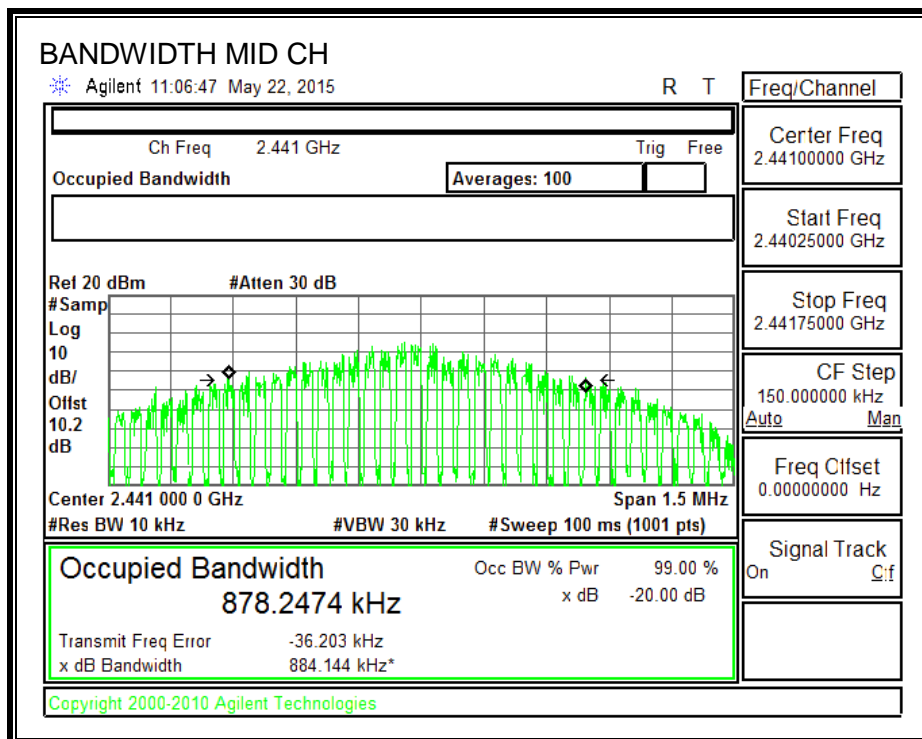 BANDWIDTH MID CH
Agilent 11:06:47 May 22, 2015 R T
Ch Freq 2.441 GHz Trig Free
Occupied Bandwidth Averages: 100
Ref 20 dBm #Atten 30 dB
#Samp
Log
10
dB/
Offst
10.2
dB
Center 2.441 000 0 GHz Span 1.5 MHz
#Res BW 10 kHz #VBW 30 kHz #Sweep 100 ms (1001 pts)
Occupied Bandwidth Occ BW % Pwr 99.00 %
878.2474 kHz x dB -20.00 dB
Transmit Freq Error -36.203 kHz
x dB Bandwidth 884.144 kHz*
Copyright 2000-2010 Agilent Technologies
Freq/Channel
Center Freq
2.44100000 GHz
Start Freq
2.44025000 GHz
Stop Freq
2.44175000 GHz
CF Step
150.000000 kHz
Auto Man
Freq Offset
0.00000000 Hz
Signal Track
On